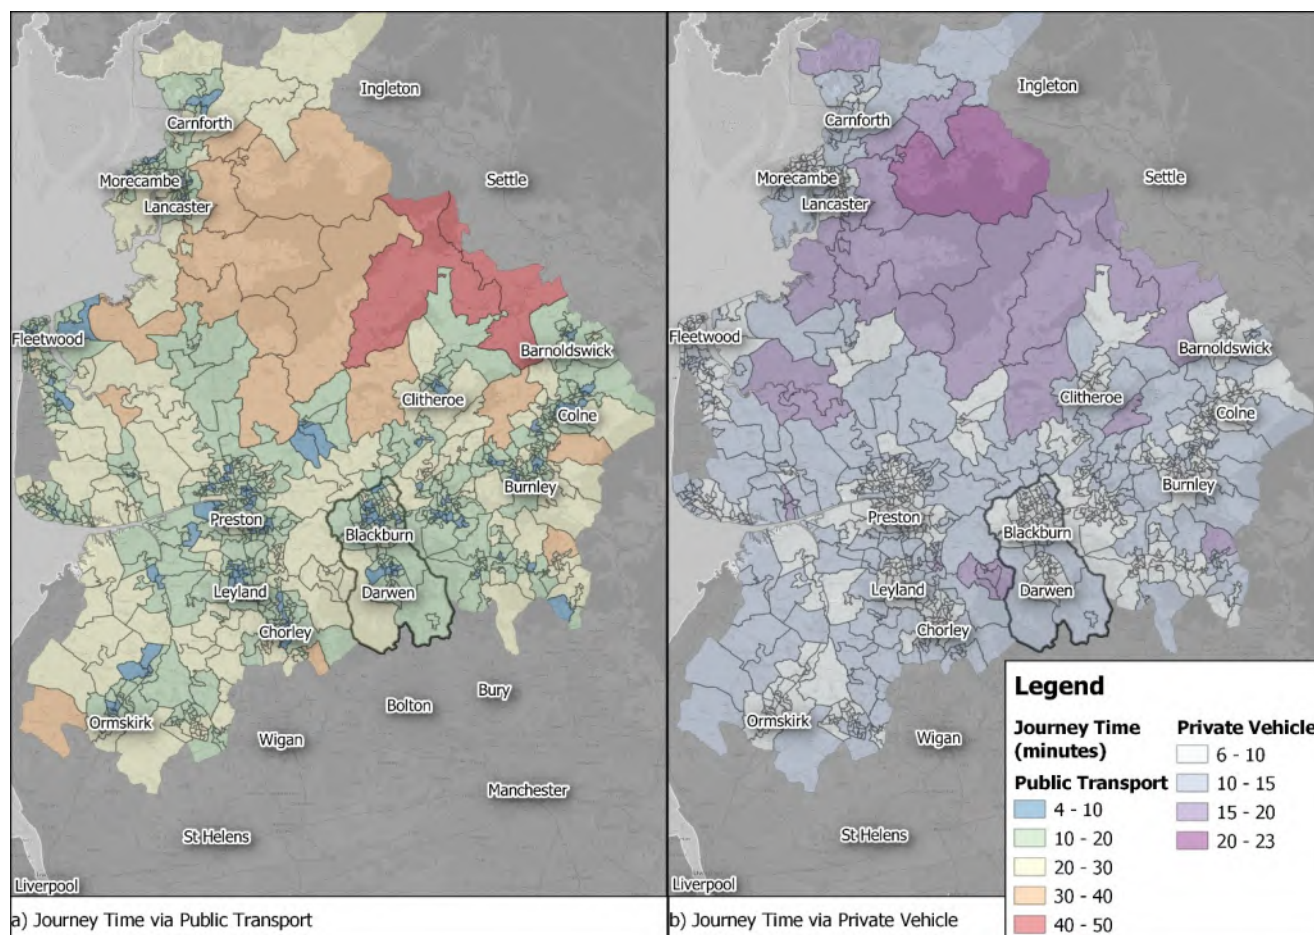 Ingleton
Carnforth
Morecambe
Settle
Lancaster
Fleetwood
Barnoldswick
Clitheroe
Colne
Burnley
Preston
Blackburn
Leyland
Darwen
Chorley
Bury
Bolton
Ormskirk
Wigan
Manchester
St Helens
Liverpool
a) Journey Time via Public Transport
Ingleton
Carnforth
Morecambe
Settle
Lancaster
Fleetwood
Barnoldswick
Clitheroe
Colne
Burnley
Preston
Blackburn
Leyland
Darwen
Chorley
Ormskirk
Wigan
St Helens
Liverpool
b) Journey Time via Private Vehicle
Legend
Journey Time
(minutes)
Public Transport
4 - 10
10 - 20
20 - 30
30 - 40
40 - 50
Private Vehicle
6 - 10
10 - 15
15 - 20
20 - 23